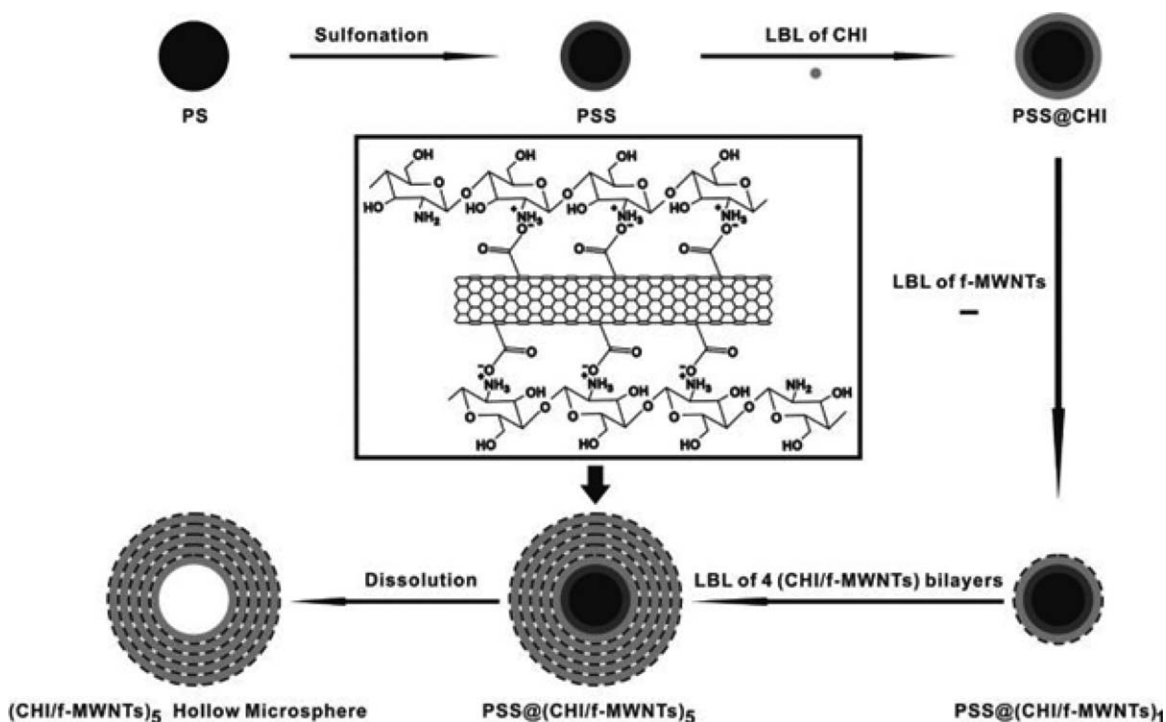 Sulfonation
LBL of CHI
PS
PSS
PSS@CHI
OH OH OH OH
O O O O O O O
HO HO HO HO
NH₂ NH₃ NH₃ NH₃
+ + +
O⁻ O⁻ O⁻
O O O
LBL of f-MWNTs
O O O
⁻O ⁻O ⁻O
+ + +
NH₃ NH₃ NH₃ NH₂
OH OH OH OH
O O O O O O O
HO HO HO HO
Dissolution
LBL of 4 (CHI/f-MWNTs) bilayers
(CHI/f-MWNTs)₅ Hollow Microsphere
PSS@(CHI/f-MWNTs)₅
PSS@(CHI/f-MWNTs)₁